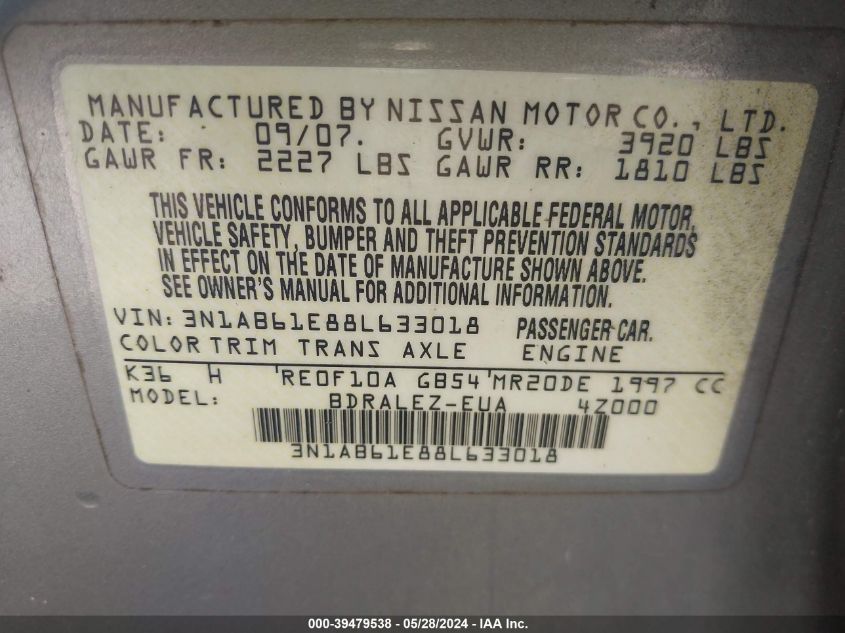 MANUFACTURED BY NISSAN MOTOR CO., LTD.
DATE: 09/07. GVWR: 3920 LBS
GAWR FR: 2227 LBS GAWR RR: 1810 LBS
THIS VEHICLE CONFORMS TO ALL APPLICABLE FEDERAL MOTOR
VEHICLE SAFETY, BUMPER AND THEFT PREVENTION STANDARDS
IN EFFECT ON THE DATE OF MANUFACTURE SHOWN ABOVE.
SEE OWNER'S MANUAL FOR ADDITIONAL INFORMATION.
VIN: 3N1AB61E88L633018 PASSENGER CAR.
COLOR TRIM TRANS AXLE ENGINE
K36 H RE0F10A GB54 MR20DE 1997 CC
MODEL: BDRALEZ-EUA 4Z000
3N1AB61E88L633018
000-39479538 - 05/28/2024 - IAA Inc.